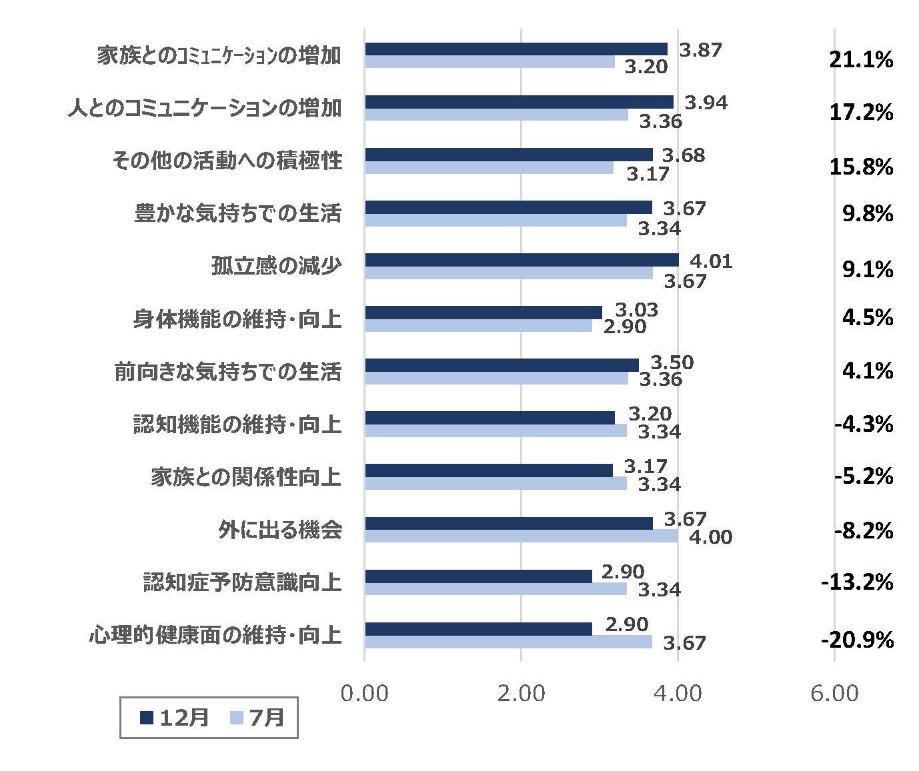 家族とのｺﾐｭﾆｹｰｼｮﾝの増加 3.87 3.20 21.1%
人とのコミュニケーションの増加 3.94 3.36 17.2%
その他の活動への積極性 3.68 3.17 15.8%
豊かな気持ちでの生活 3.67 3.34 9.8%
孤立感の減少 4.01 3.67 9.1%
身体機能の維持･向上 3.03 2.90 4.5%
前向きな気持ちでの生活 3.50 3.36 4.1%
認知機能の維持･向上 3.20 3.34 -4.3%
家族との関係性向上 3.17 3.34 -5.2%
外に出る機会 3.67 4.00 -8.2%
認知症予防意識向上 2.90 3.34 -13.2%
心理的健康面の維持･向上 2.90 3.67 -20.9%
0.00 2.00 4.00 6.00
12月 7月